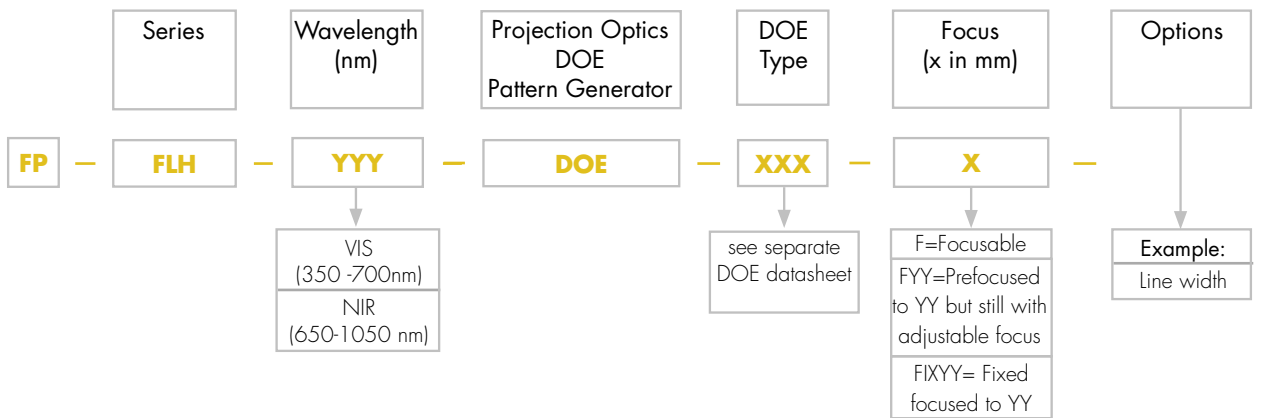 Series
Wavelength
(nm)
Projection Optics
DOE
Pattern Generator
DOE
Type
Focus
(x in mm)
Options
FP – FLH – YYY – DOE – XXX – X –
VIS
(350 -700nm)
NIR
(650-1050 nm)
see separate
DOE datasheet
F=Focusable
FYY=Prefocused
to YY but still with
adjustable focus
FIXYY= Fixed
focused to YY
Example:
Line width